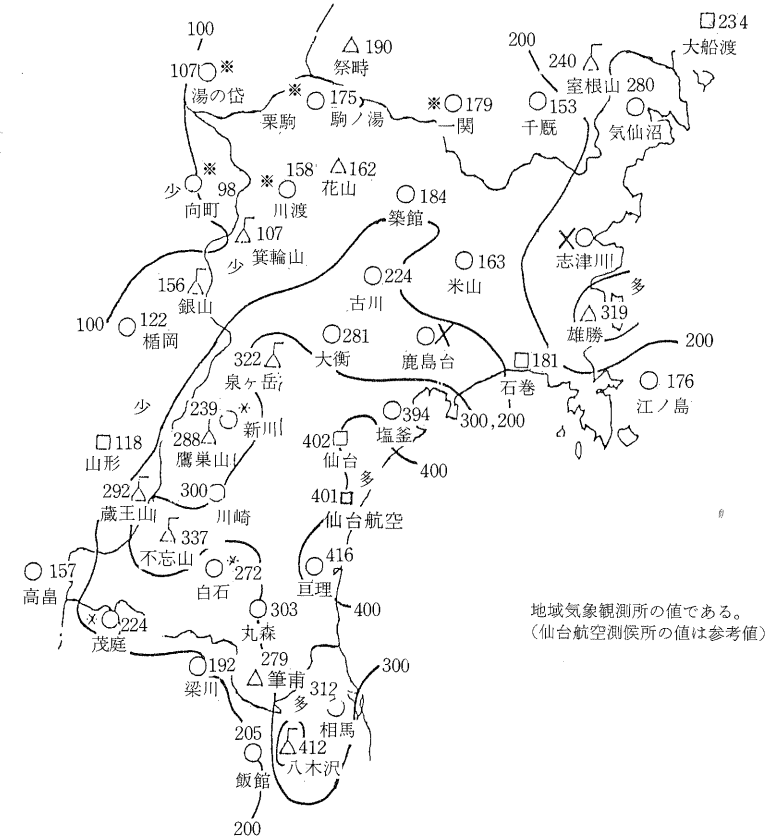 100
□234
大船渡
△190
祭畤
200
240
室根山
107 ※
湯の岱
※
175
栗駒 駒ノ湯
※ 179
一関
153
千厩
280
気仙沼
※
少 98
向町
158
※
川渡
△162
花山
184
築館
107
箕輪山
少
163
米山
志津川
多
156
銀山
224
古川
△319
雄勝
100
122
楯岡
281
大衡
鹿島台
322
泉ヶ岳
□181
石巻
200
176
江ノ島
少
239 ※
新川
288
鷹巣山
394
塩釜
300,200
402
仙台
400
□118
山形
多
292
蔵王山
300
川崎
401
仙台航空
337
不忘山
416
亘理
157
高畠
※
272
白石
400
※
224
茂庭
303
丸森
地域気象観測所の値である。
(仙台航空測侯所の値は参考値)
192
梁川
279
筆甫
300
312
多
相馬
205
飯館
412
八木沢
200